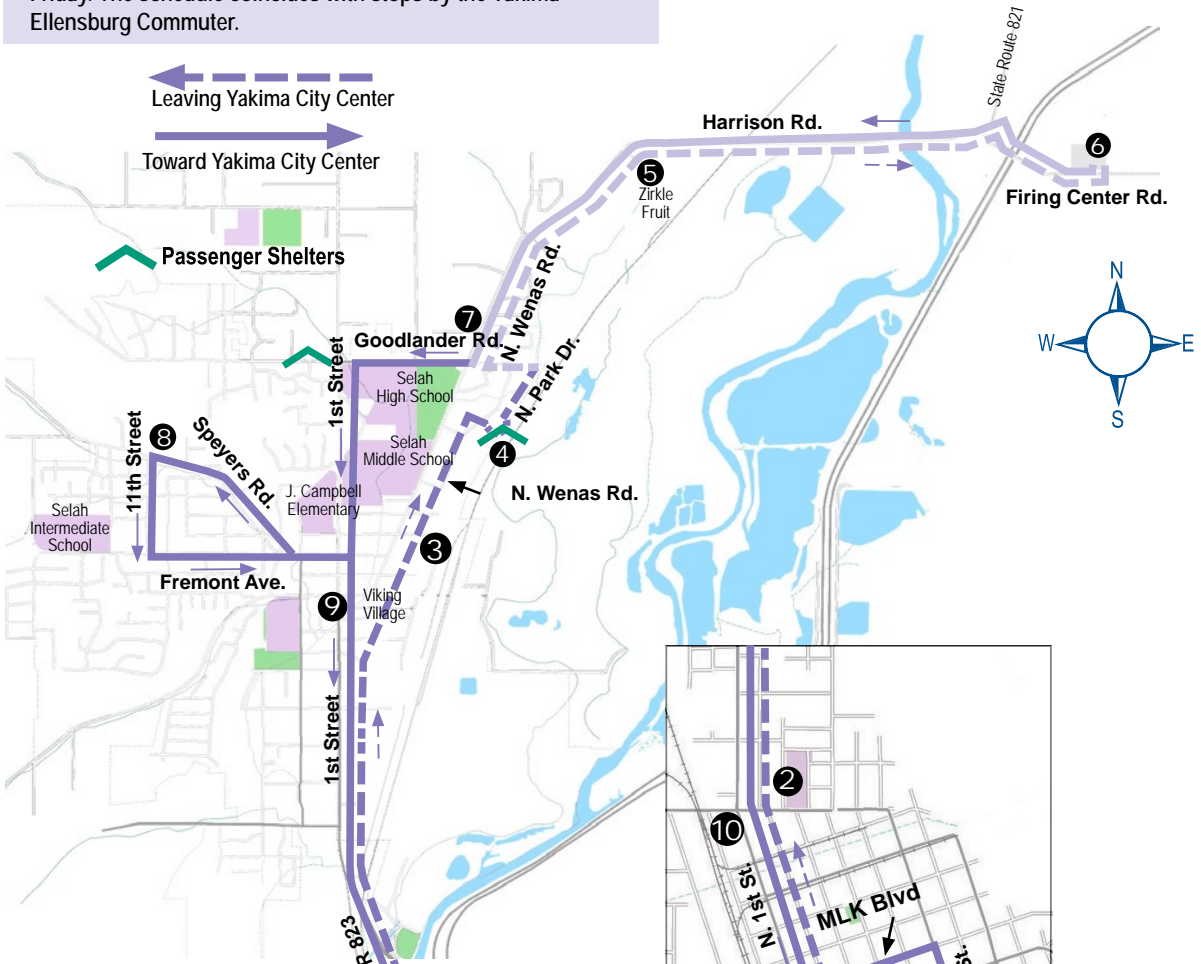 Ellensburg Commuter.
Leaving Yakima City Center
Toward Yakima City Center
Passenger Shelters
State Route 821
Harrison Rd.
6
5
Zirkle
Fruit
Firing Center Rd.
N. Wenas Rd.
N
W
E
S
7
Goodlander Rd.
N. Park Dr.
1st Street
Selah
High School
4
8
Speyers Rd.
11th Street
Selah
Middle School
N. Wenas Rd.
J. Campbell
Elementary
Selah
Intermediate
School
3
Fremont Ave.
9
Viking
Village
1st Street
2
10
N. 1st St.
MLK Blvd
R 823
St.